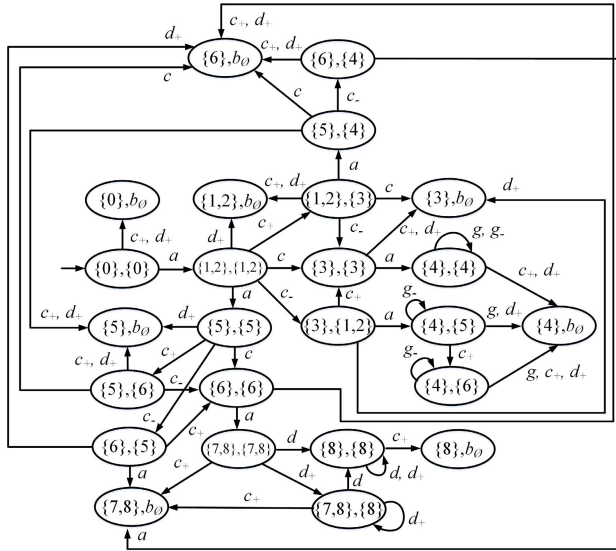 c₊, d₊
d₊
c
{6},b∅
c₊, d₊
{6},{4}
c
c₋
{5},{4}
a
{0},b∅
{1,2},b∅
c₊, d₊
{1,2},{3}
c
{3},b∅
d₊
c₊, d₊
d₊
c₊
c₋
c₊, d₊
g, g₋
{0},{0}
a
{1,2},{1,2}
c
{3},{3}
a
{4},{4}
c₊, d₊
a
c₋
c₊
g₋
c₊, d₊
{5},b∅
d₊
{5},{5}
{3},{1,2}
a
{4},{5}
g, d₊
{4},b∅
c₊, d₊
c₊
c
c₊
g₋
{5},{6}
c₋
{6},{6}
{4},{6}
g, c₊, d₊
c₋
a
{6},{5}
c₊
{7,8},{7,8}
d
{8},{8}
c₊
{8},b∅
a
c₊
d₊
d
d, d₊
{7,8},b∅
c₊
{7,8},{8}
d₊
a